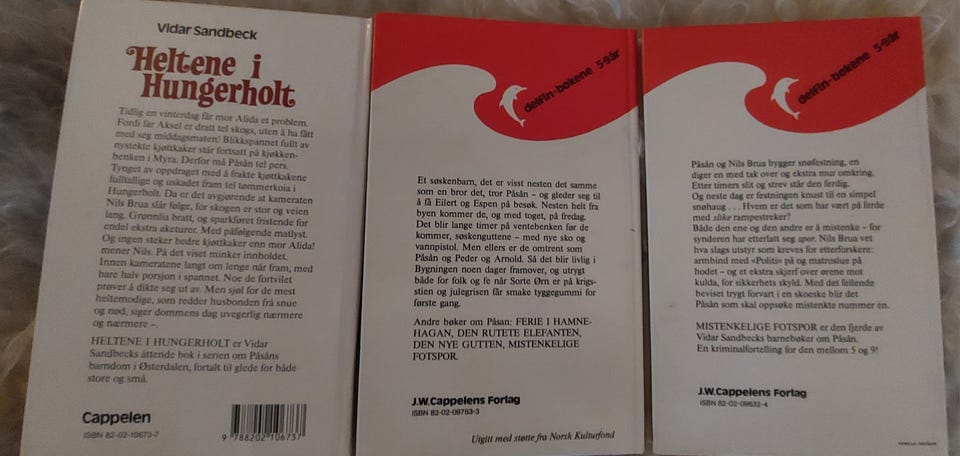 Vidar Sandbeck
Heltene i
Hungerholt
Tidlig en vinterdag får mor Alida et problem.
Fordi far Aksel er dratt tel skogs, uten å ha fått
med seg middagsmaten! Blikkspannet fullt av
nystekte kjøttkaker står fortsatt på kjøkken-
benken i Myra. Derfor må Påsån tel pers.
Tynget av oppdraget med å frakte kjøttkakene
fulltallige og uskadet fram tel tømmerkoia i
Hungerholt. Da er det avgjørende at kameraten
Nils Brua slår følge, for skogen er stor og veien
lang. Grønnlia bratt, og sparkføret fristende for
endel ekstra aketurer. Med påfølgende matlyst.
Og ingen steker bedre kjøttkaker enn mor Alida!
mener Nils. På det viset minker innholdet.
Innen kameratene langt om lenge når fram, med
bare halv porsjon i spannet. Noe de fortvilet
prøver å dikte seg ut av. Men sjøl for de mest
heltemodige, som redder husbonden frå snue
og nød, siger dommens dag uvegerlig nærmere
og nærmere –.
HELTENE I HUNGERHOLT er Vidar
Sandbecks åttende bok i serien om Påsåns
barndom i Østerdalen, fortalt til glede for både
store og små.
Cappelen
ISBN 82-02-10673-7
9 788202 106737
delfin-bøkene 5-9 år
Et søskenbarn, det er visst nesten det samme
som en bror det, tror Påsån – og gleder seg til
å få Eilert og Espen på besøk. Nesten helt fra
byen kommer de, og med toget, på fredag.
Det blir lange timer på ventebenken før de
kommer, søskenguttene – med nye sko og
vannpistol. Men ellers er de omtrent som
Påsån og Peder og Arnold. Så det blir livlig i
Bygningen noen dager framover, og utrygt
både for folk og fe når Sorte Ørn er på krigs-
stien og julegrisen får smake tyggegummi for
første gang.
Andre bøker om Påsan: FERIE I HAMNE-
HAGAN, DEN RUTETE ELEFANTEN,
DEN NYE GUTTEN, MISTENKELIGE
FOTSPOR.
J.W.Cappelens Forlag
ISBN 82-02-09753-3
Utgitt med støtte fra Norsk Kulturfond
delfin-bøkene 5-9 år
Påsån og Nils Brua bygger snøfestning, en
diger en med tak over og ekstra mur omkring.
Etter timers slit og strev står den ferdig.
Og neste dag er festningen knust til en simpel
snøhaug . . . Hvem er det som har vært på ferde
med slike rampestreker?
Både den ene og den andre er å mistenke – for
synderen har etterlatt seg spor. Nils Brua vet
hva slags utstyr som kreves for etterforskere:
armbind med «Politi» på og matroslue på
hodet – og et ekstra skjerf over ørene mot
kulda, for sikkerhets skyld. Med det fellende
beviset trygt forvart i en skoeske blir det
Påsån som skal oppsøke mistenkte nummer en.
MISTENKELIGE FOTSPOR er den fjerde av
Vidar Sandbecks barnebøker om Påsån.
En kriminalfortelling for den mellom 5 og 9!
J.W.Cappelens Forlag
ISBN 82-02-09632-4